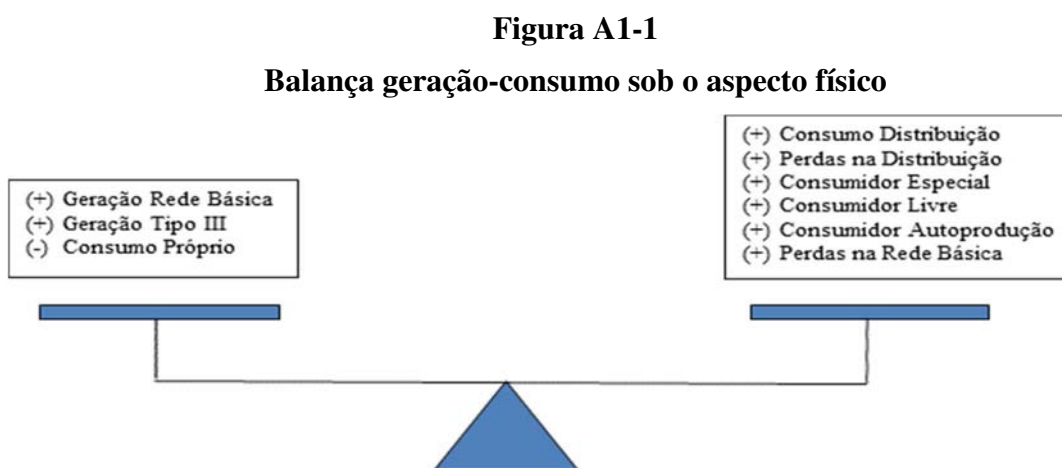 Figura A1-1
Balança geração-consumo sob o aspecto físico
(+) Geração Rede Básica
(+) Geração Tipo III
(-) Consumo Próprio
(+) Consumo Distribuição
(+) Perdas na Distribuição
(+) Consumidor Especial
(+) Consumidor Livre
(+) Consumidor Autoprodução
(+) Perdas na Rede Básica